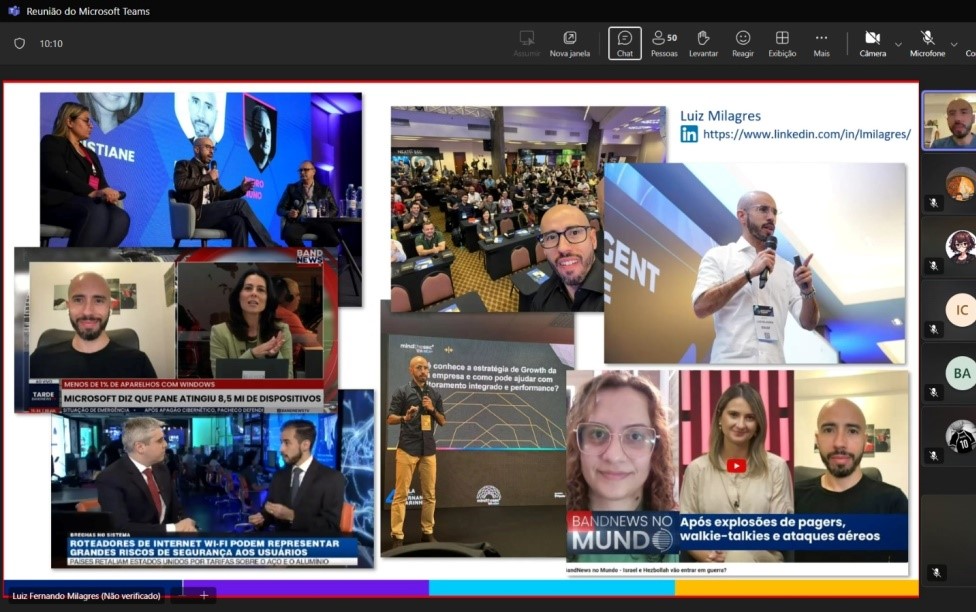 Reunião do Microsoft Teams
10:10
Assumir
Nova janela
Chat
50
Pessoas
Levantar
Reagir
Exibição
Mais
Câmera
Microfone
Luiz Milagres
in https://www.linkedin.com/in/lmilagres/
STIANE
GENT
BAND
NEWS
MENOS DE 1% DE APARELHOS COM WINDOWS
TARDE
MICROSOFT DIZ QUE PANE ATINGIU 8,5 MI DE DISPOSITIVOS
SITUAÇÃO DE EMERGÊNCIA • APÓS APAGÃO CIBERNÉTICO, PACHECO DEFENDE
mindthesec
conhece a estratégia de Growth da
empresa e como pode ajudar com
toramento integrado e performance?
BRECHAS NO SISTEMA
ROTEADORES DE INTERNET WI-FI PODEM REPRESENTAR
GRANDES RISCOS DE SEGURANÇA AOS USUÁRIOS
PAÍSES RETALIAM ESTADOS UNIDOS POR TARIFAS SOBRE O AÇO E O ALUMÍNIO
BANDNEWS NO
MUNDO
Após explosões de pagers,
walkie-talkies e ataques aéreos
BandNews no Mundo - Israel e Hezbollah vão entrar em guerra?
IC
BA
10
Luiz Fernando Milagres (Não verificado)